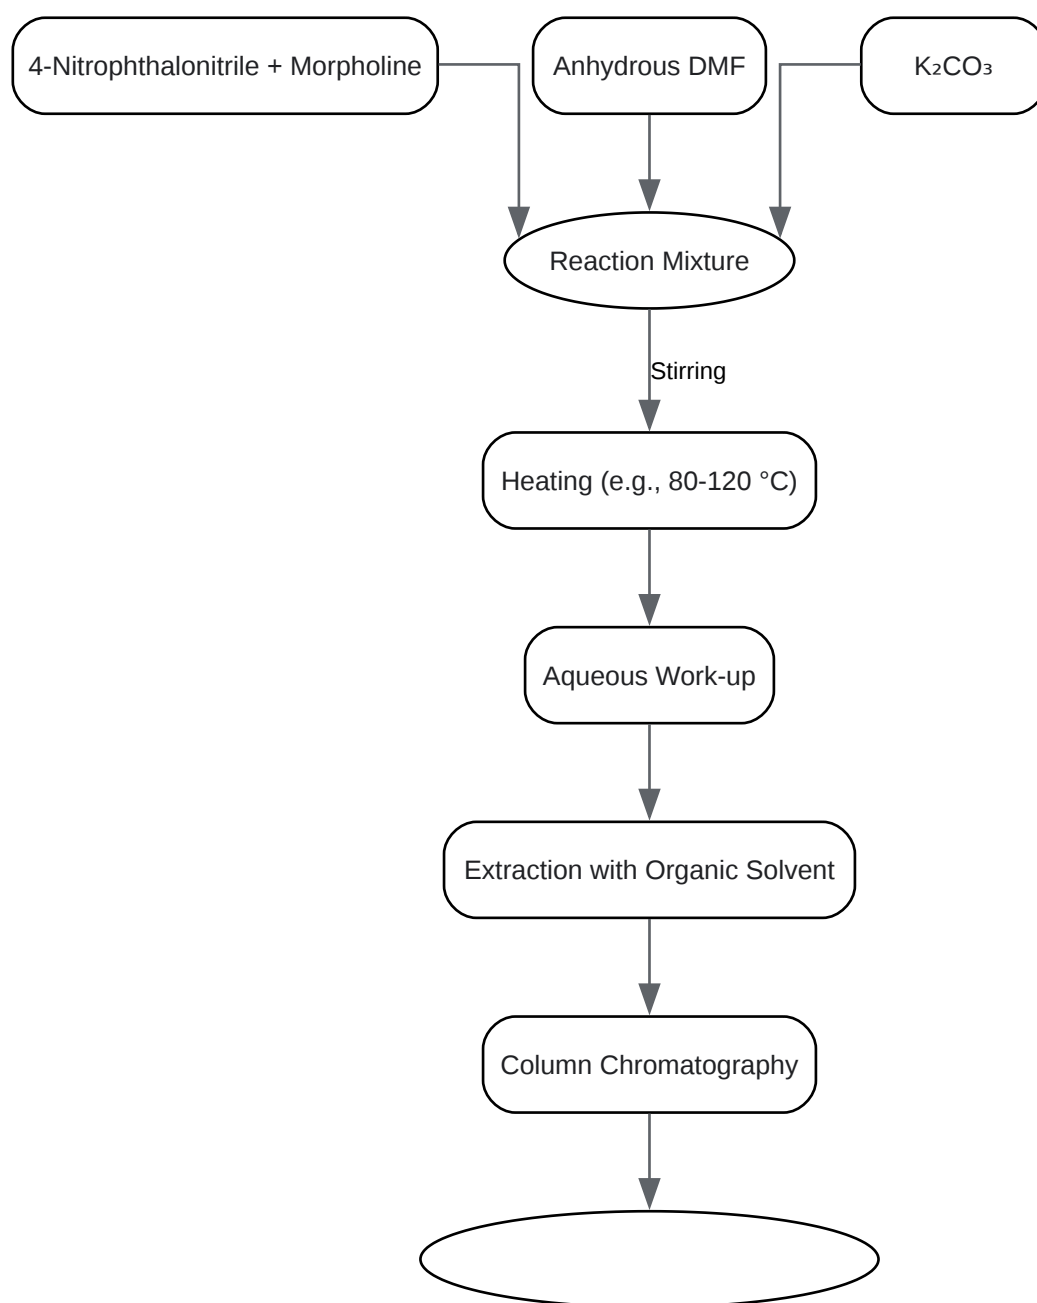 4-Nitrophthalonitrile + Morpholine
Anhydrous DMF
K₂CO₃
Reaction Mixture
Stirring
Heating (e.g., 80-120 °C)
Aqueous Work-up
Extraction with Organic Solvent
Column Chromatography